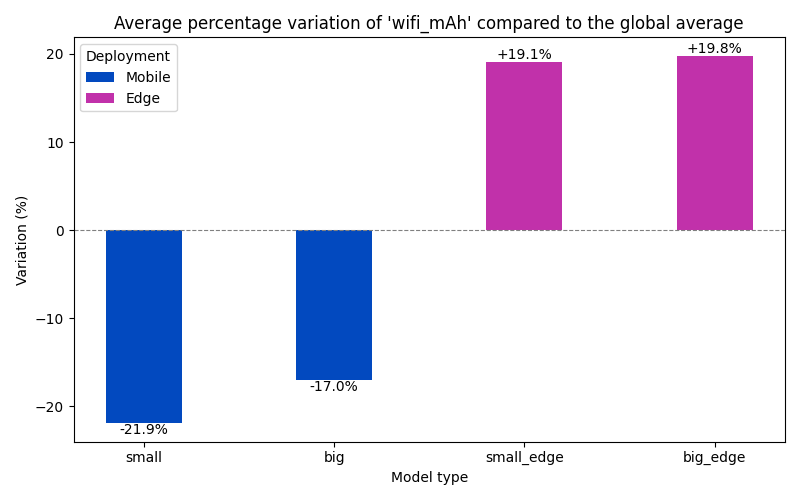 Average percentage variation of 'wifi_mAh' compared to the global average
Deployment
Mobile
Edge
Variation (%)
20
10
0
−10
−20
-21.9%
-17.0%
+19.1%
+19.8%
small
big
small_edge
big_edge
Model type